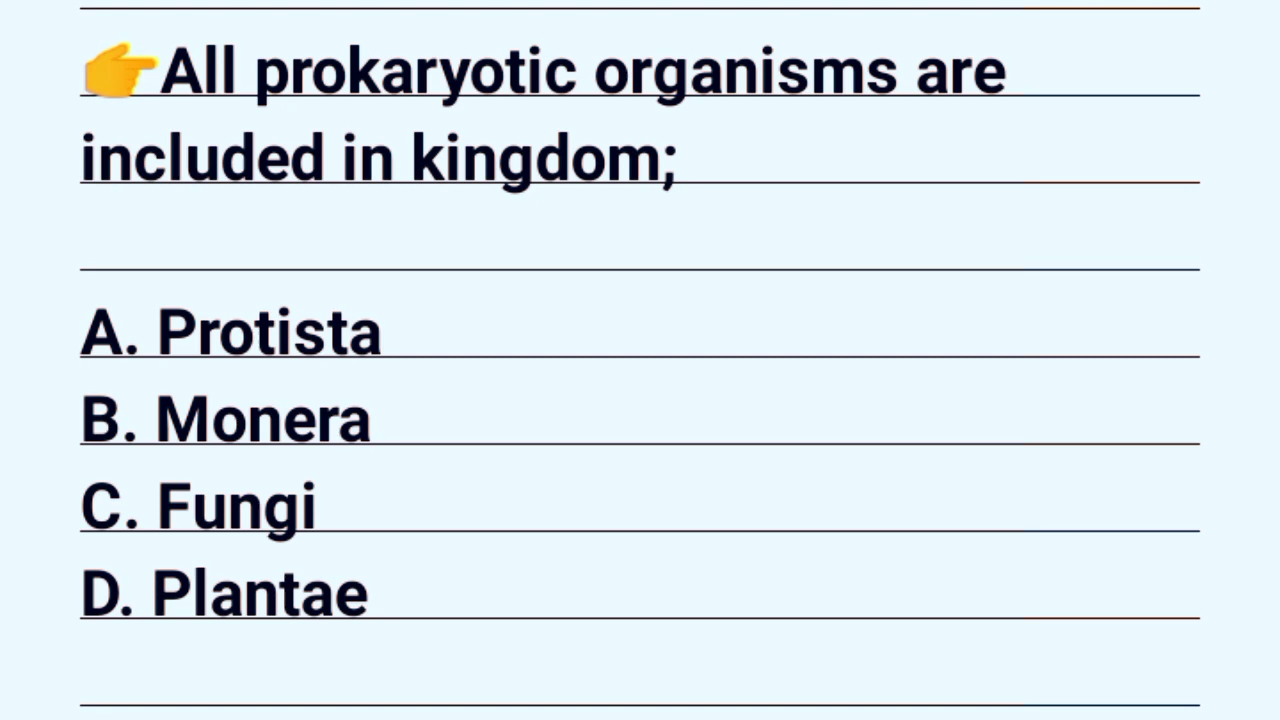 👉All prokaryotic organisms are
included in kingdom;
A. Protista
B. Monera
C. Fungi
D. Plantae